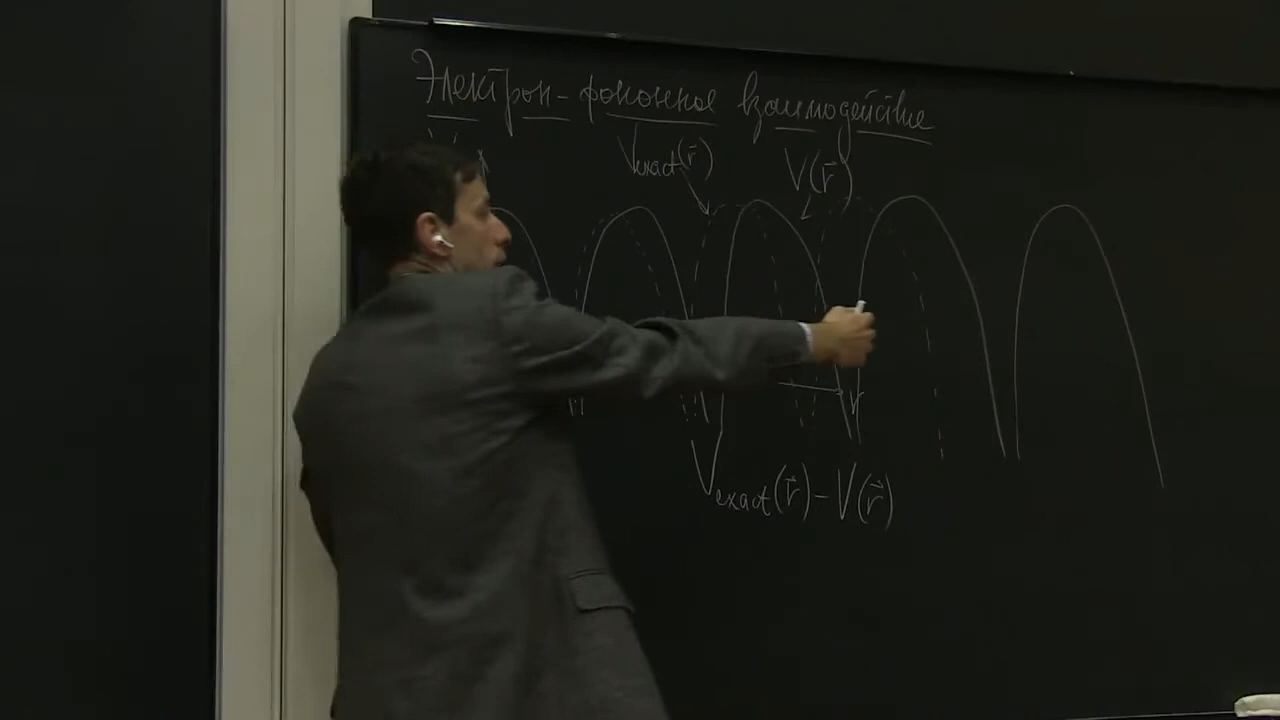 Электрон-фононное взаимодействие
Vexact(r⃗) V(r⃗)
Vexact(r⃗) − V(r⃗)